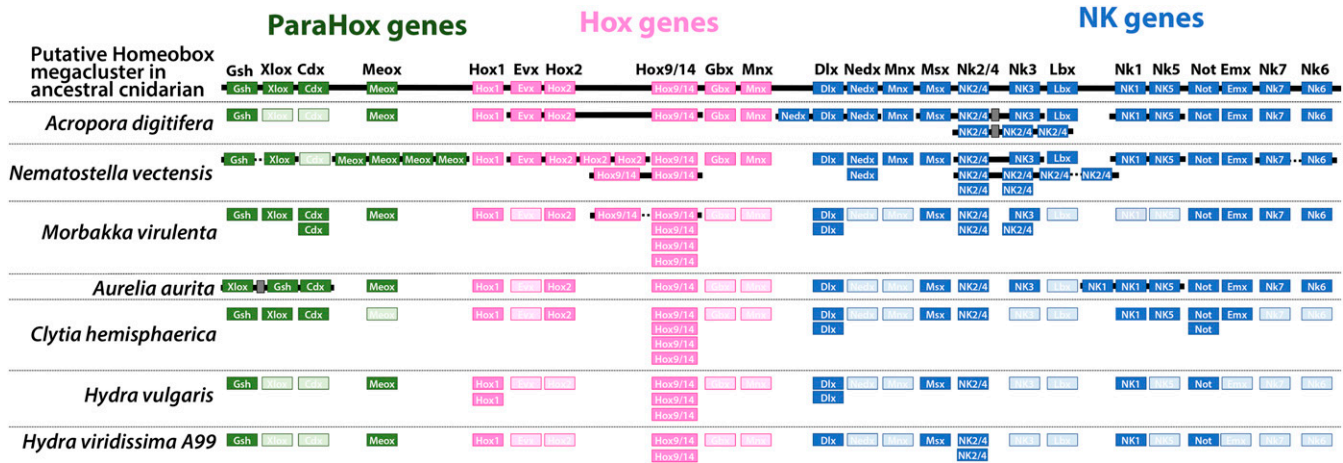 ParaHox genes Hox genes NK genes
Putative Homeobox
megacluster in
ancestral cnidarian
Gsh Xlox Cdx Meox Hox1 Evx Hox2 Hox9/14 Gbx Mnx Dlx Nedx Mnx Msx Nk2/4 Nk3 Lbx Nk1 Nk5 Not Emx Nk7 Nk6
Gsh Xlox Cdx Meox Hox1 Evx Hox2 Hox9/14 Gbx Mnx Dlx Nedx Mnx Msx NK2/4 NK3 Lbx NK1 NK5 Not Emx Nk7 Nk6
Acropora digitifera
Gsh Xlox Cdx Meox Hox1 Evx Hox2 Hox9/14 Gbx Mnx Nedx Dlx Nedx Mnx Msx NK2/4 NK3 Lbx NK1 NK5 Not Emx Nk7 Nk6
NK2/4 NK2/4 NK2/4
Nematostella vectensis
Gsh Xlox Cdx Meox Meox Meox Meox Hox1 Evx Hox2 Hox2 Hox2 Hox9/14 Gbx Mnx Dlx Nedx Mnx Msx NK2/4 NK3 Lbx NK1 NK5 Not Emx Nk7 Nk6
Hox9/14 Hox9/14 Nedx NK2/4 NK2/4 NK2/4 NK2/4
NK2/4 NK2/4
Morbakka virulenta
Gsh Xlox Cdx Meox Hox1 Evx Hox2 Hox9/14 Hox9/14 Gbx Mnx Dlx Nedx Mnx Msx NK2/4 NK3 Lbx NK1 NK5 Not Emx Nk7 Nk6
Cdx Hox9/14 Dlx NK2/4 NK2/4
Hox9/14
Hox9/14
Aurelia aurita
Xlox Gsh Cdx Meox Hox1 Evx Hox2 Hox9/14 Gbx Mnx Dlx Nedx Mnx Msx NK2/4 NK3 Lbx NK1 NK1 NK5 Not Emx Nk7 Nk6
Clytia hemisphaerica
Gsh Xlox Cdx Meox Hox1 Evx Hox2 Hox9/14 Gbx Mnx Dlx Nedx Mnx Msx NK2/4 NK3 Lbx NK1 NK5 Not Emx Nk7 Nk6
Hox9/14 Dlx Not
Hox9/14
Hox9/14
Hydra vulgaris
Gsh Xlox Cdx Meox Hox1 Evx Hox2 Hox9/14 Gbx Mnx Dlx Nedx Mnx Msx NK2/4 NK3 Lbx NK1 NK5 Not Emx Nk7 Nk6
Hox1 Hox9/14 Dlx
Hox9/14
Hydra viridissima A99
Gsh Xlox Cdx Meox Hox1 Evx Hox2 Hox9/14 Gbx Mnx Dlx Nedx Mnx Msx NK2/4 NK3 Lbx NK1 NK5 Not Emx Nk7 Nk6
Hox9/14 NK2/4